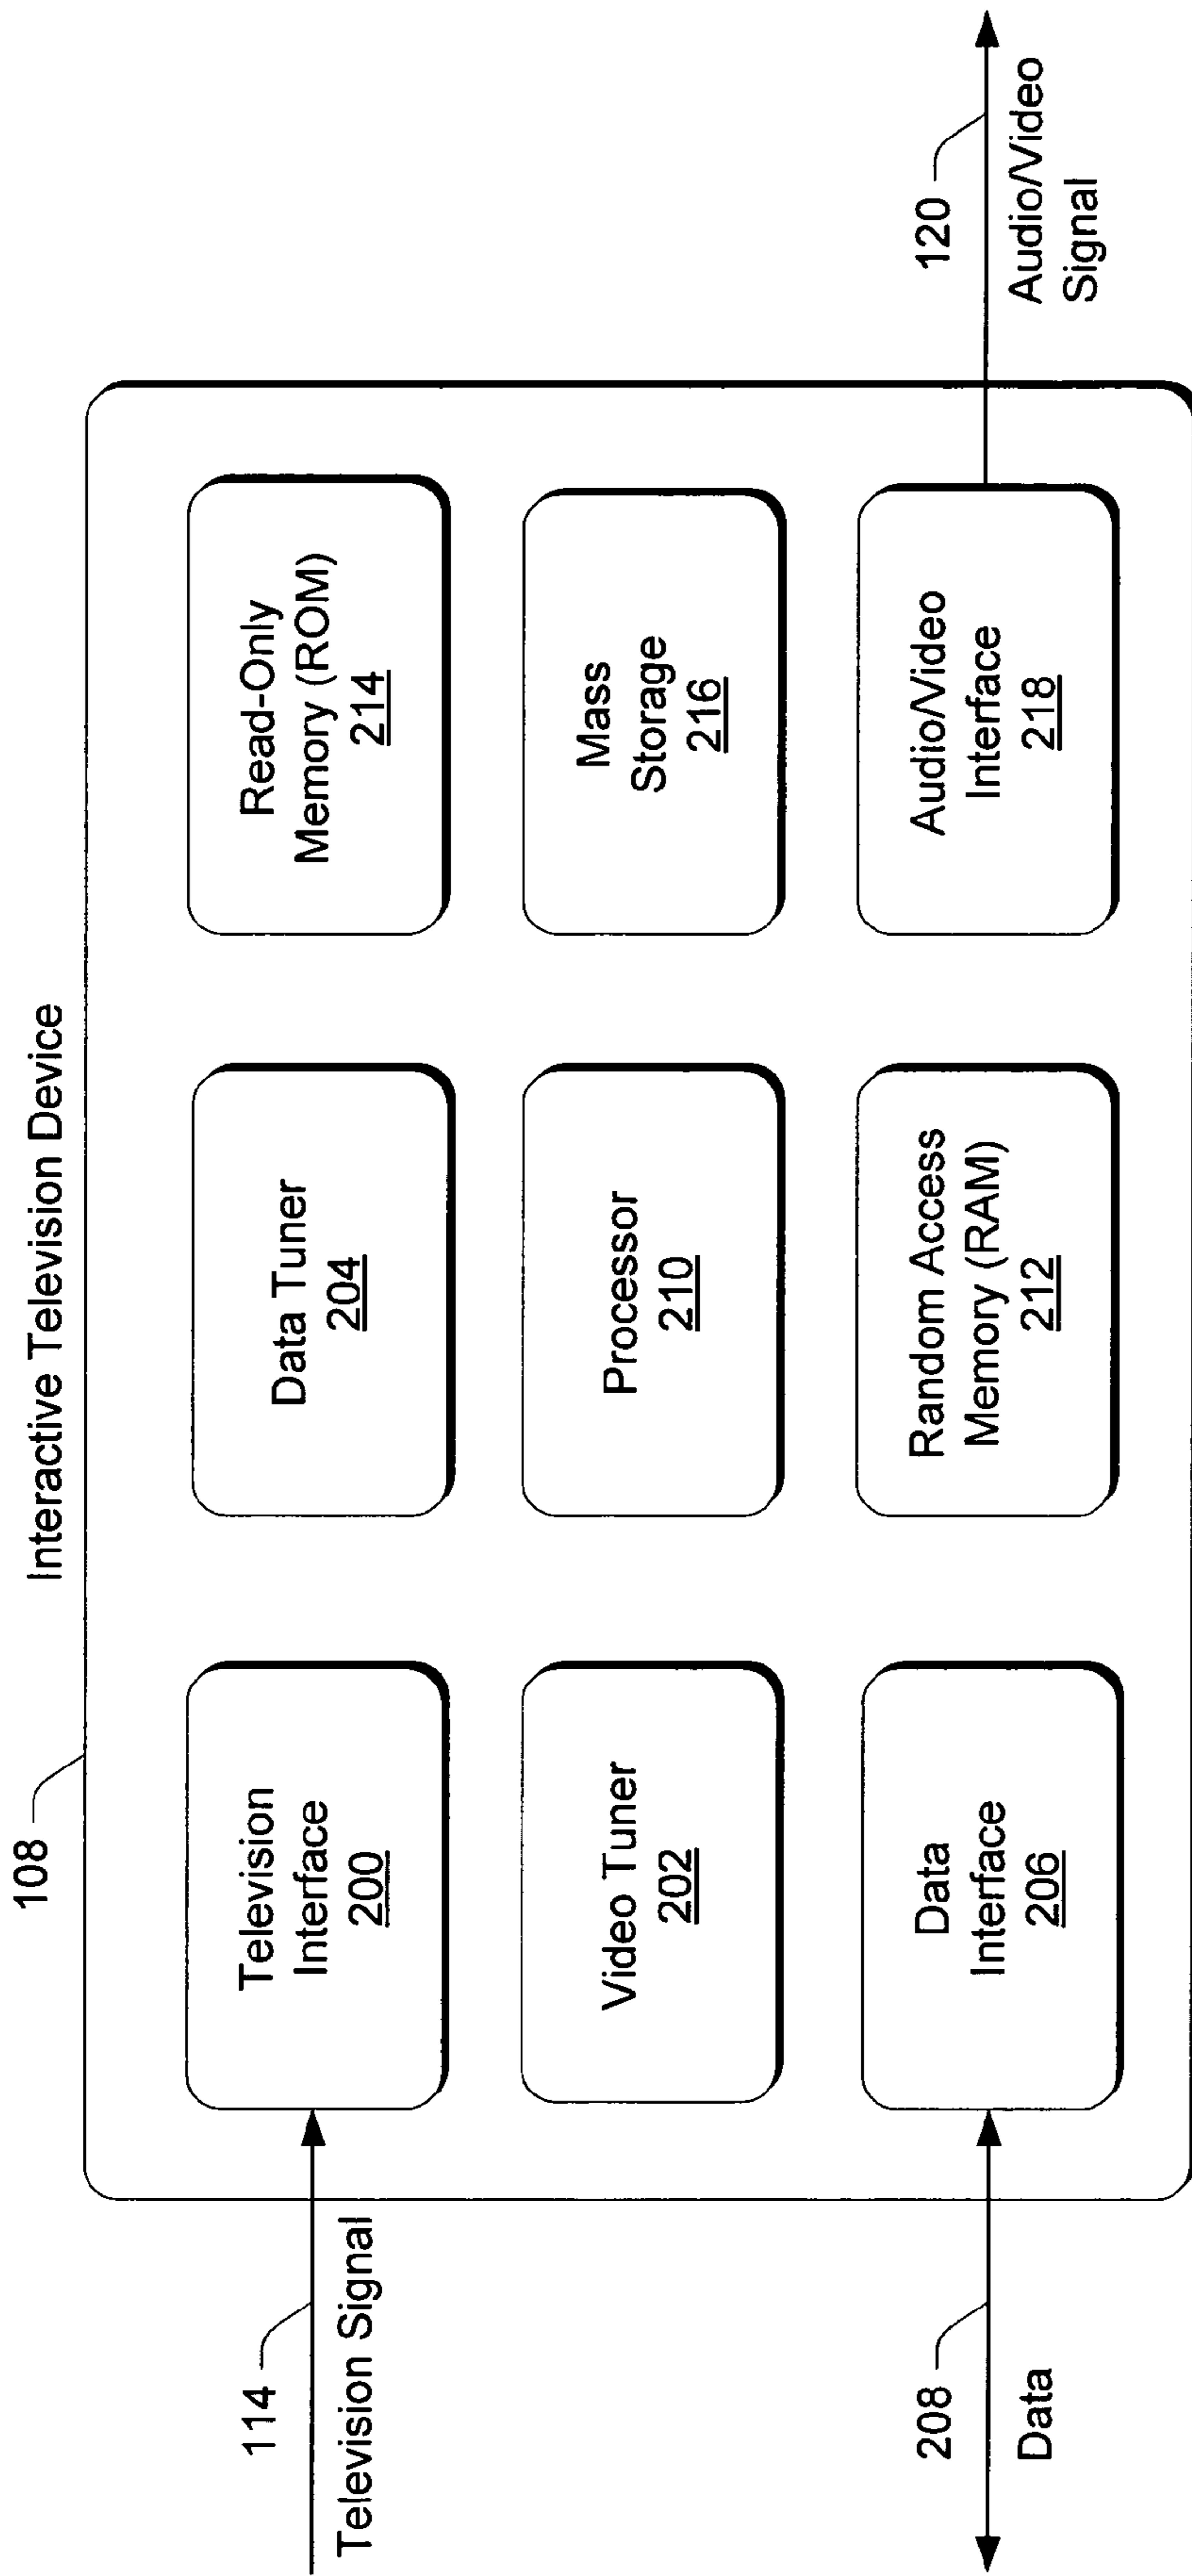 Interactive Television Device
108
114
Television Signal
Television
Interface
200
Data Tuner
204
Read-Only
Memory (ROM)
214
Video Tuner
202
Processor
210
Mass
Storage
216
208
Data
Data
Interface
206
Random Access
Memory (RAM)
212
Audio/Video
Interface
218
120
Audio/Video
Signal